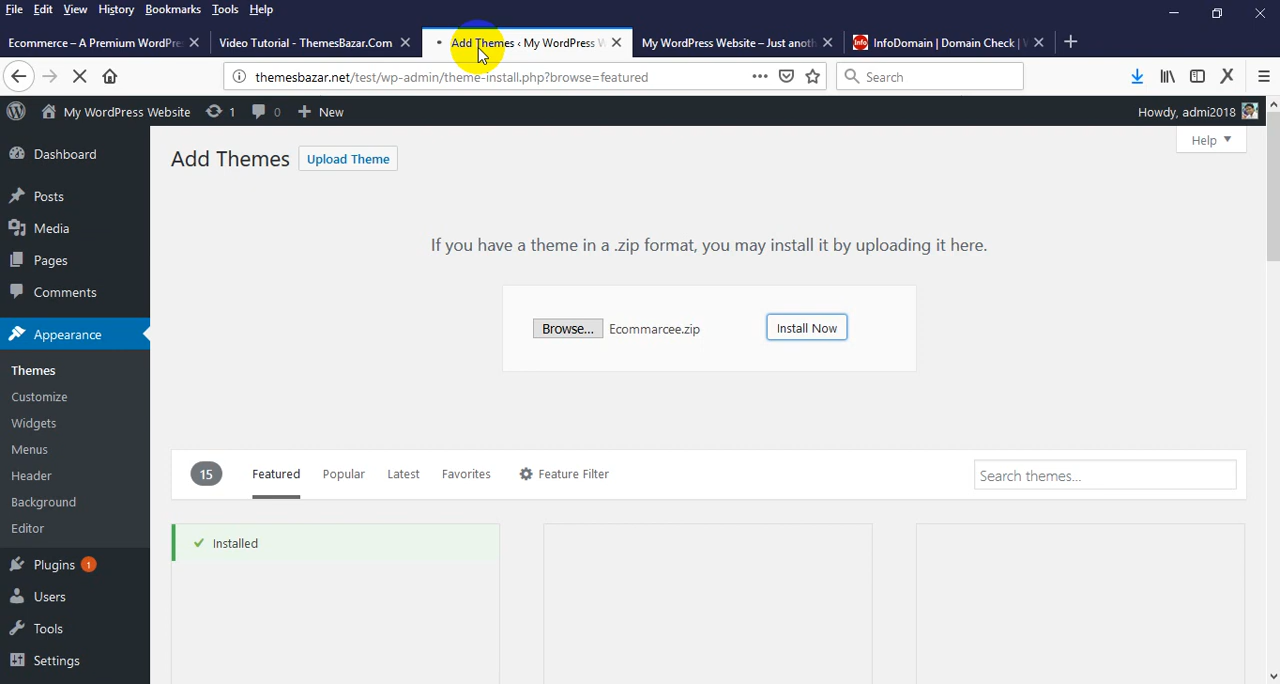 File Edit View History Bookmarks Tools Help
Ecommerce – A Premium WordPre
Video Tutorial - ThemesBazar.Com
Add Themes ‹ My WordPress W
My WordPress Website – Just anoth
Info InfoDomain | Domain Check | W
themesbazar.net/test/wp-admin/theme-install.php?browse=featured
Search
My WordPress Website 1 0 New
Howdy, admi2018
Help
Dashboard
Posts
Media
Pages
Comments
Appearance
Themes
Customize
Widgets
Menus
Header
Background
Editor
Plugins 1
Users
Tools
Settings
Add Themes Upload Theme
If you have a theme in a .zip format, you may install it by uploading it here.
Browse... Ecommarcee.zip Install Now
15 Featured Popular Latest Favorites Feature Filter Search themes...
Installed